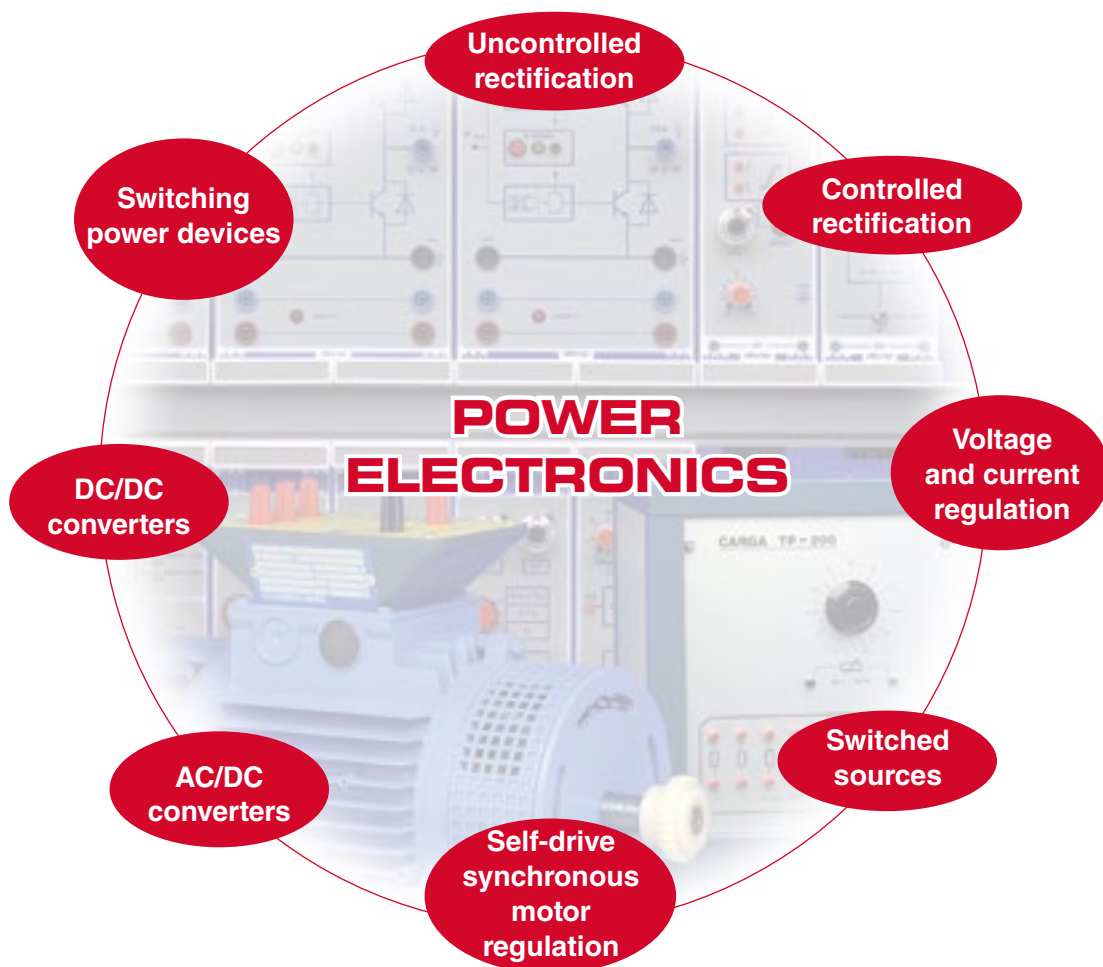 Uncontrolled
rectification
Switching
power devices
Controlled
rectification
POWER
ELECTRONICS
Voltage
and current
regulation
DC/DC
converters
CARGA TP-200
Switched
sources
AC/DC
converters
Self-drive
synchronous
motor
regulation